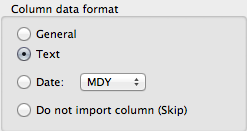 Column data format
General
Text
Date: MDY
Do not import column (Skip)